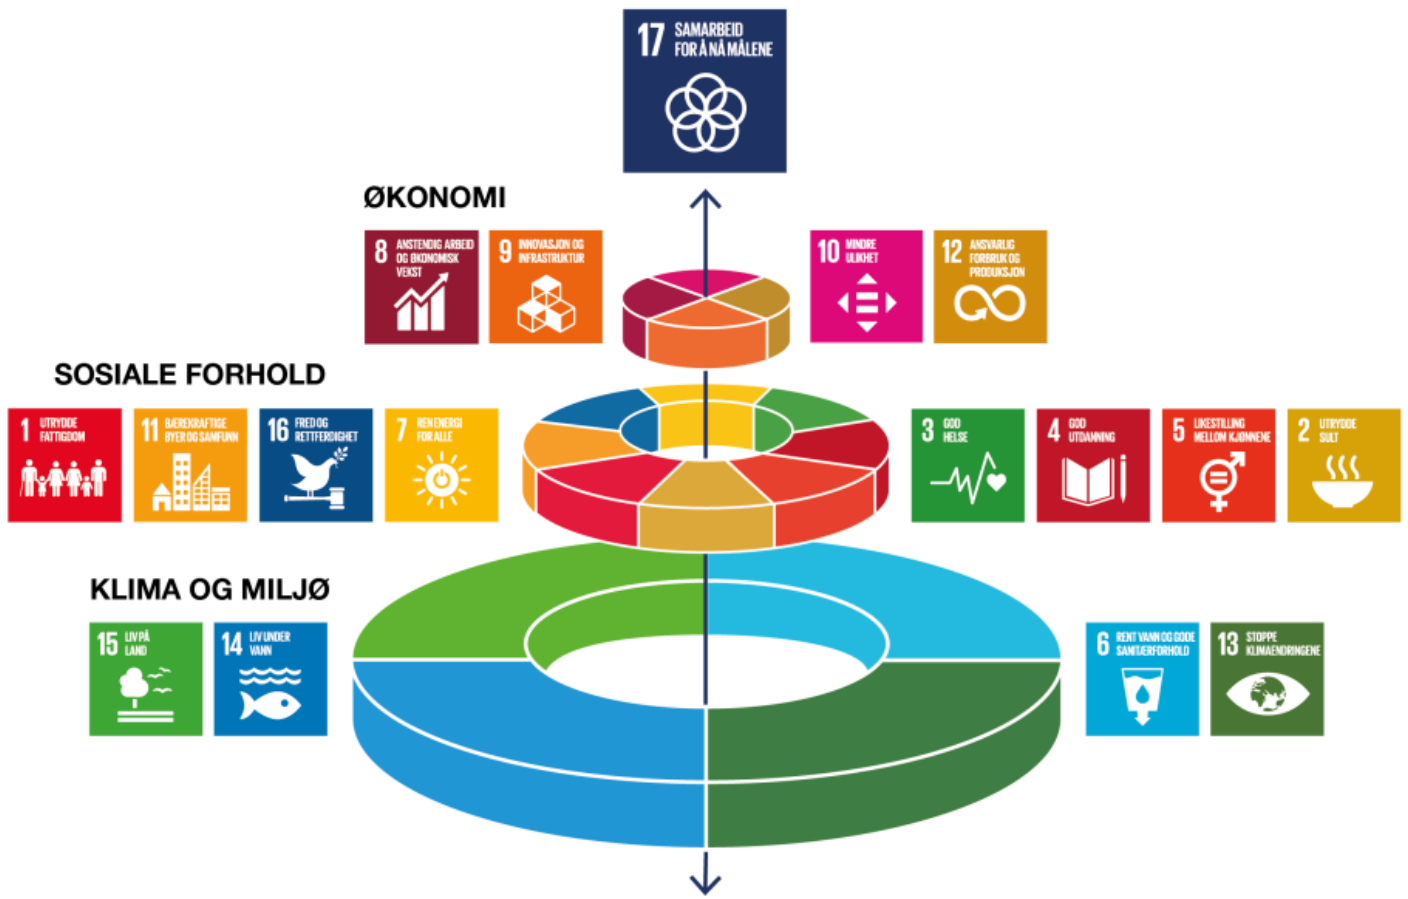 17 SAMARBEID
FOR Å NÅ MÅLENE
ØKONOMI
8 ANSTENDIG ARBEID
OG ØKONOMISK
VEKST
9 INNOVASJON OG
INFRASTRUKTUR
10 MINDRE
ULIKHET
12 ANSVARLIG
FORBRUK OG
PRODUKSJON
SOSIALE FORHOLD
1 UTRYDDE
FATTIGDOM
11 BÆREKRAFTIGE
BYER OG SAMFUNN
16 FRED OG
RETTFERDIGHET
7 REN ENERGI
FOR ALLE
3 GOD
HELSE
4 GOD
UTDANNING
5 LIKESTILLING
MELLOM KJØNNENE
2 UTRYDDE
SULT
KLIMA OG MILJØ
15 LIV PÅ
LAND
14 LIV UNDER
VANN
6 RENT VANN OG GODE
SANITÆRFORHOLD
13 STOPPE
KLIMAENDRINGENE